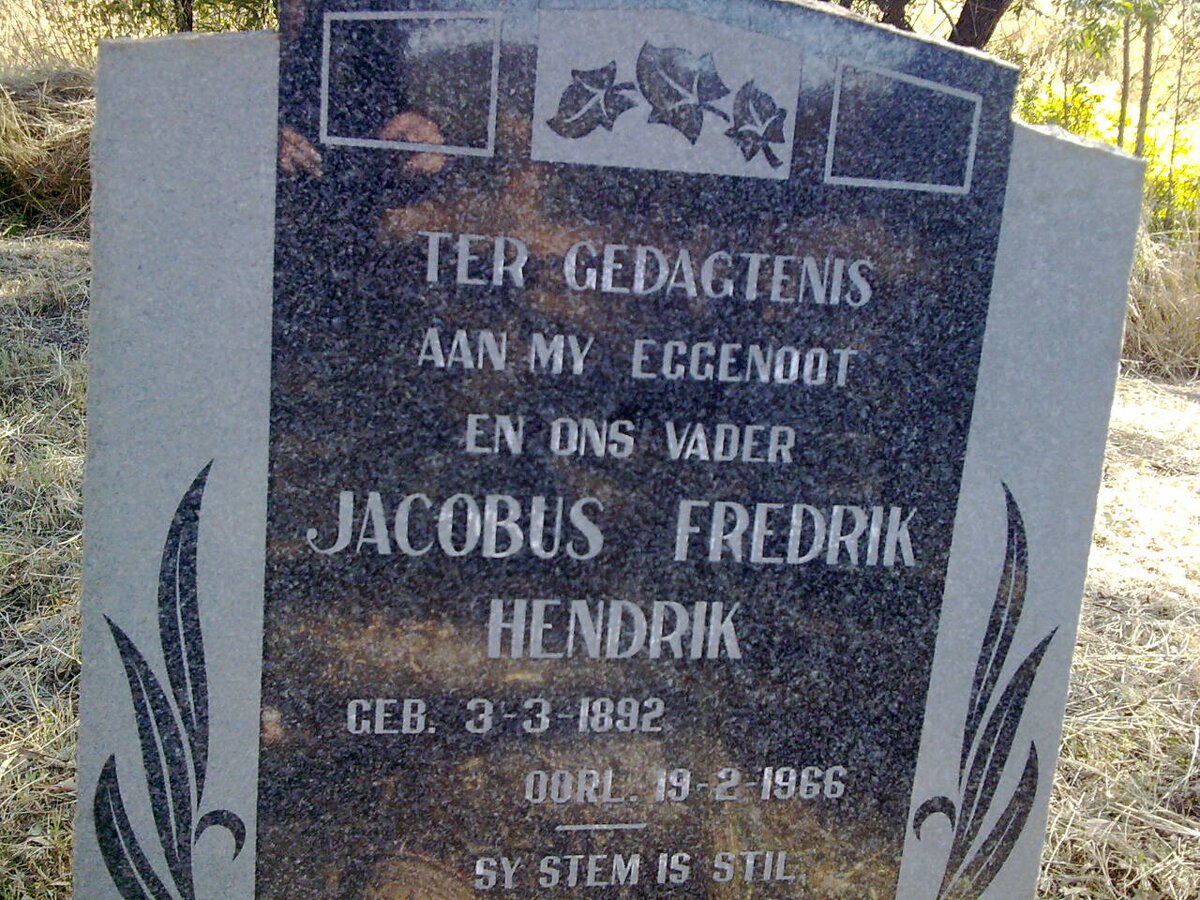 TER GEDAGTENIS
AAN MY EGGENOOT
EN ONS VADER
JACOBUS FREDRIK
HENDRIK
GEB. 3-3-1892
OORL. 19-2-1966
SY STEM IS STIL.